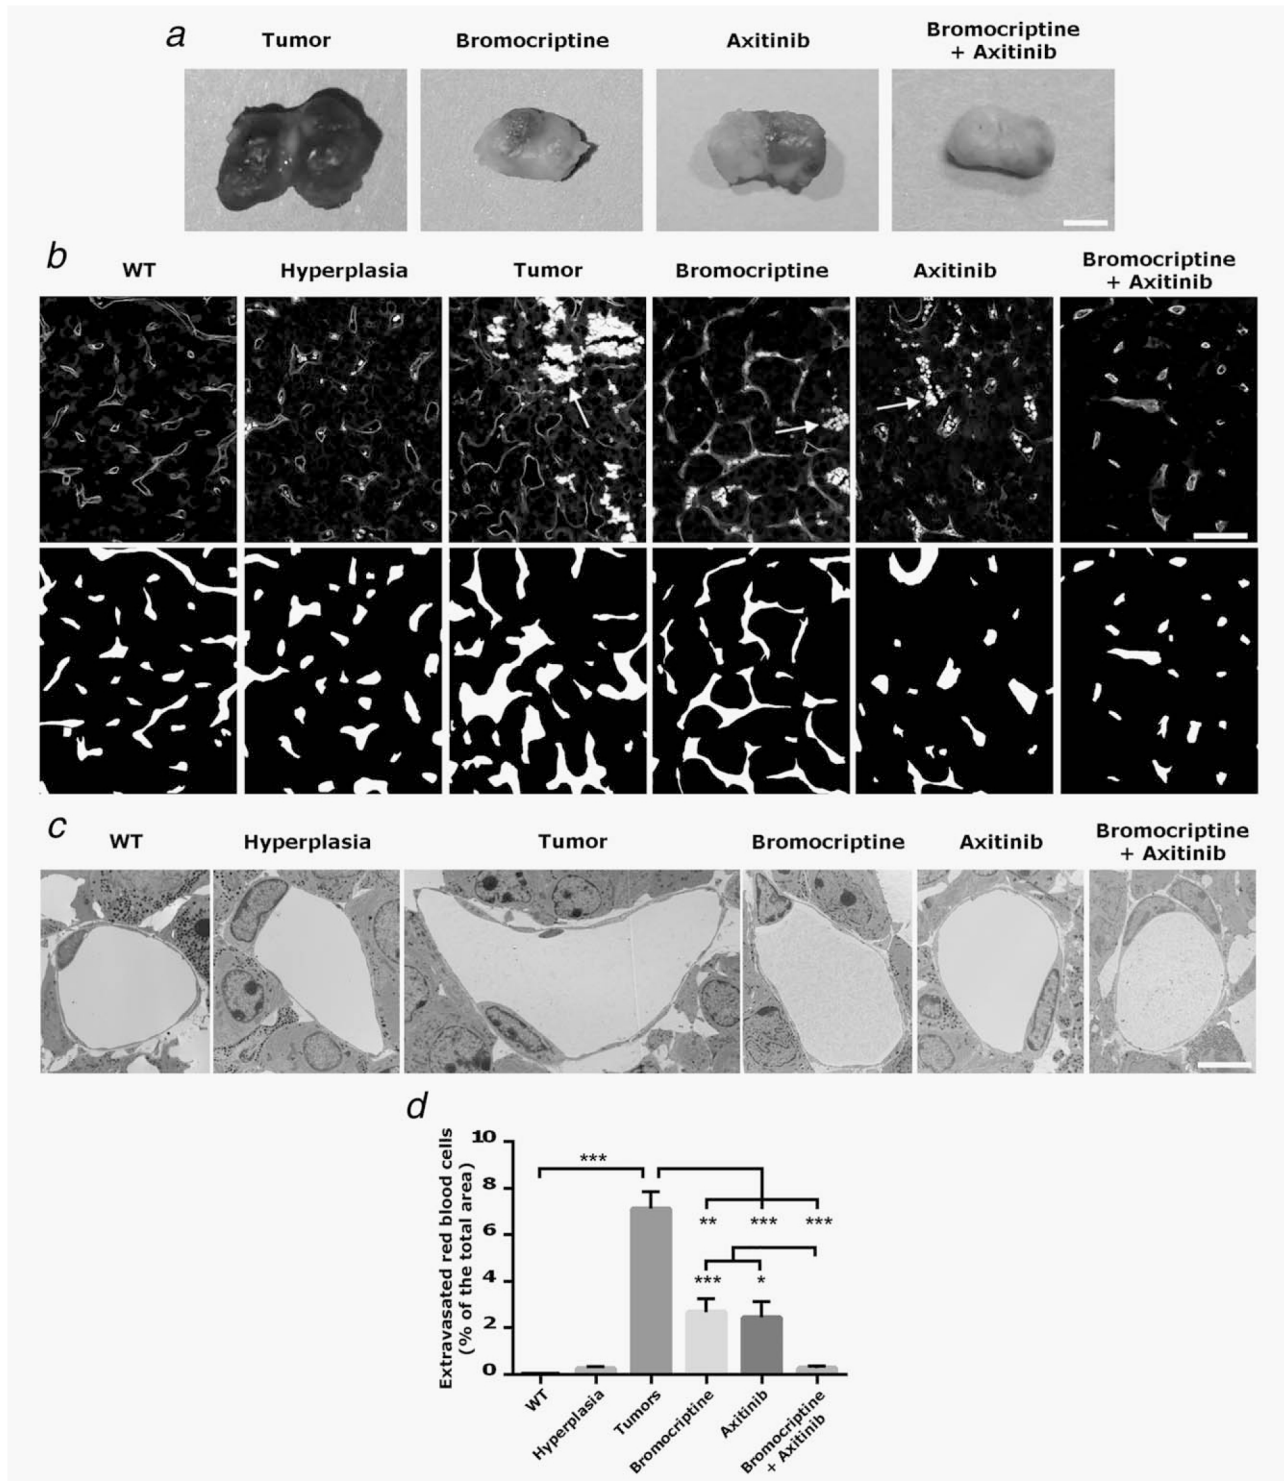 a
Tumor
Bromocriptine
Axitinib
Bromocriptine
+ Axitinib
b
WT
Hyperplasia
Tumor
Bromocriptine
Axitinib
Bromocriptine
+ Axitinib
c
WT
Hyperplasia
Tumor
Bromocriptine
Axitinib
Bromocriptine
+ Axitinib
d
Extravasated red blood cells
(% of the total area)
10
8
6
4
2
0
***
** *** ***
*** *
WT
Hyperplasia
Tumors
Bromocriptine
Axitinib
Bromocriptine
+ Axitinib